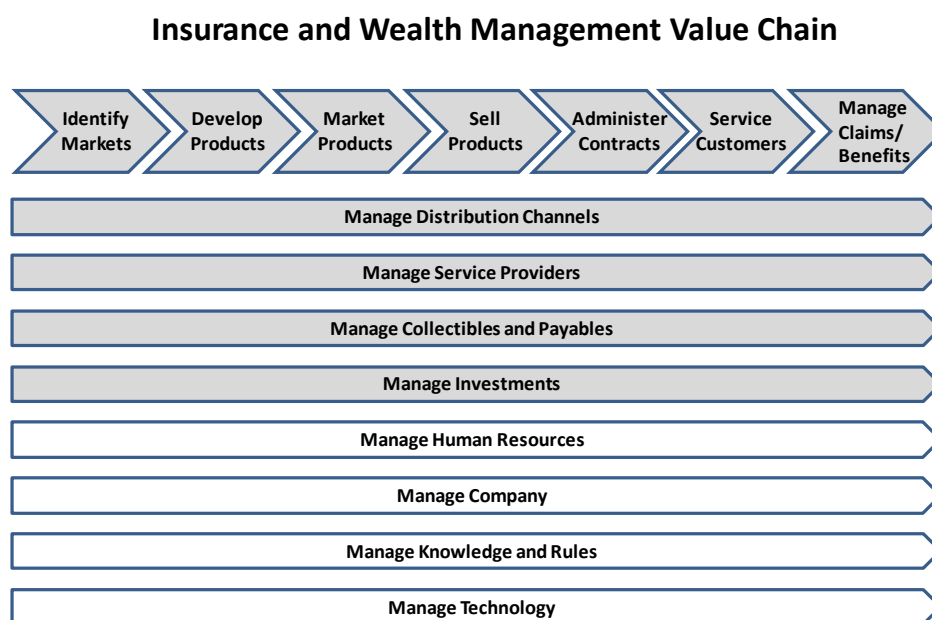 Insurance and Wealth Management Value Chain
Identify
Markets
Develop
Products
Market
Products
Sell
Products
Administer
Contracts
Service
Customers
Manage
Claims/
Benefits
Manage Distribution Channels
Manage Service Providers
Manage Collectibles and Payables
Manage Investments
Manage Human Resources
Manage Company
Manage Knowledge and Rules
Manage Technology